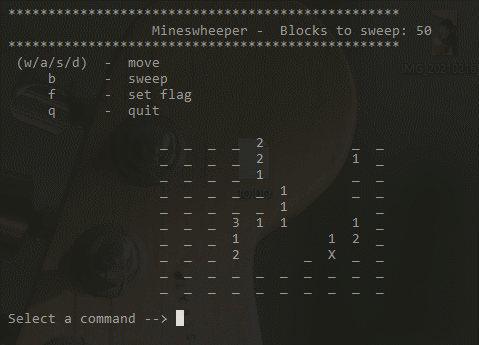 *************************************************
Mineswheeper -  Blocks to sweep: 50
*************************************************
(w/a/s/d)  -  move
b      -  sweep
f      -  set flag
q      -  quit
_  _  _  _  2           _  _
_  _  _  _  2           1  _
_  _  _  _  1           _  _
_  _  _  _  _  1        _  _
_  _  _  _  _  1        _  _
_  _  _  3  1  1        1  _
_  _  _  1           1  2  _
_  _  _  2        _  X  _  _
_  _  _  _  _  _  _  _  _  _
_  _  _  _  _  _  _  _  _  _
Select a command -->